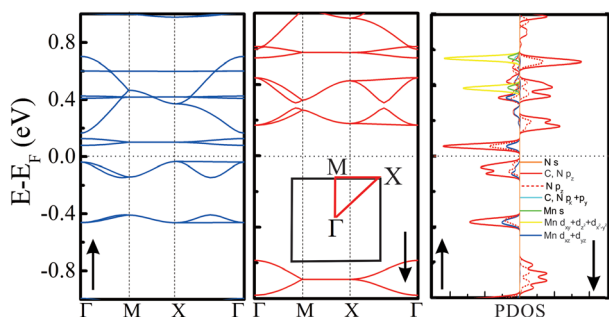 E-E_F (eV)
0.8
0.4
0.0
-0.4
-0.8
Γ M X Γ
Γ M X Γ
M
X
Γ
N s
C, N p_z
N p_z
C, N p_x+p_y
Mn s
Mn d_xy+d_z²+d_x²-y²
Mn d_xz+d_yz
PDOS